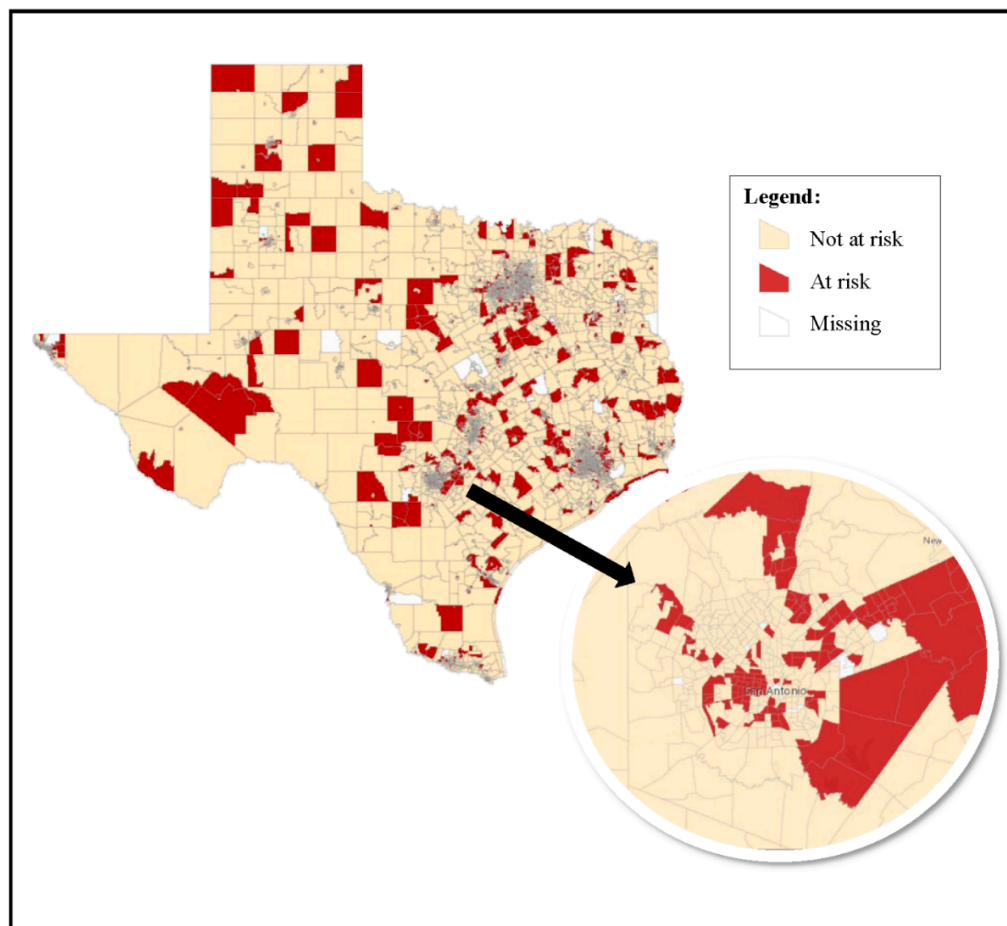 Legend:
Not at risk
At risk
Missing
New
San Antonio